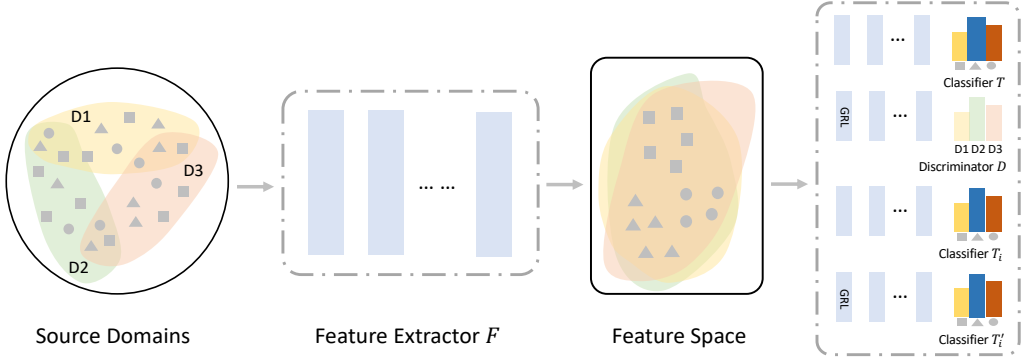 D1
D3
D2
Source Domains
... ...
Feature Extractor F
Feature Space
...
Classifier T
GRL
...
D1 D2 D3
Discriminator D
...
Classifier Tᵢ
GRL
...
Classifier Tᵢ′